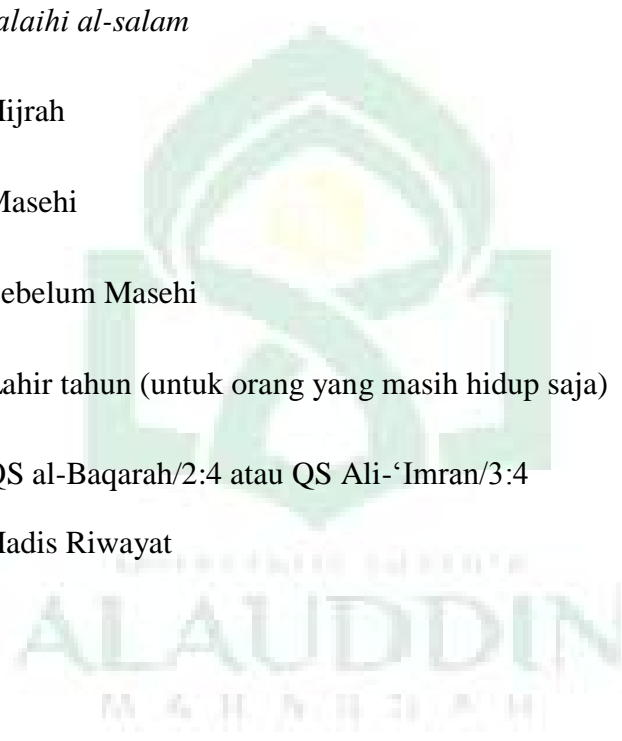 alaihi al-salam
Hijrah
Masehi
ebelum Masehi
ahir tahun (untuk orang yang masih hidup saja)
QS al-Baqarah/2:4 atau QS Ali-‘Imran/3:4
Hadis Riwayat
ALAUDDIN